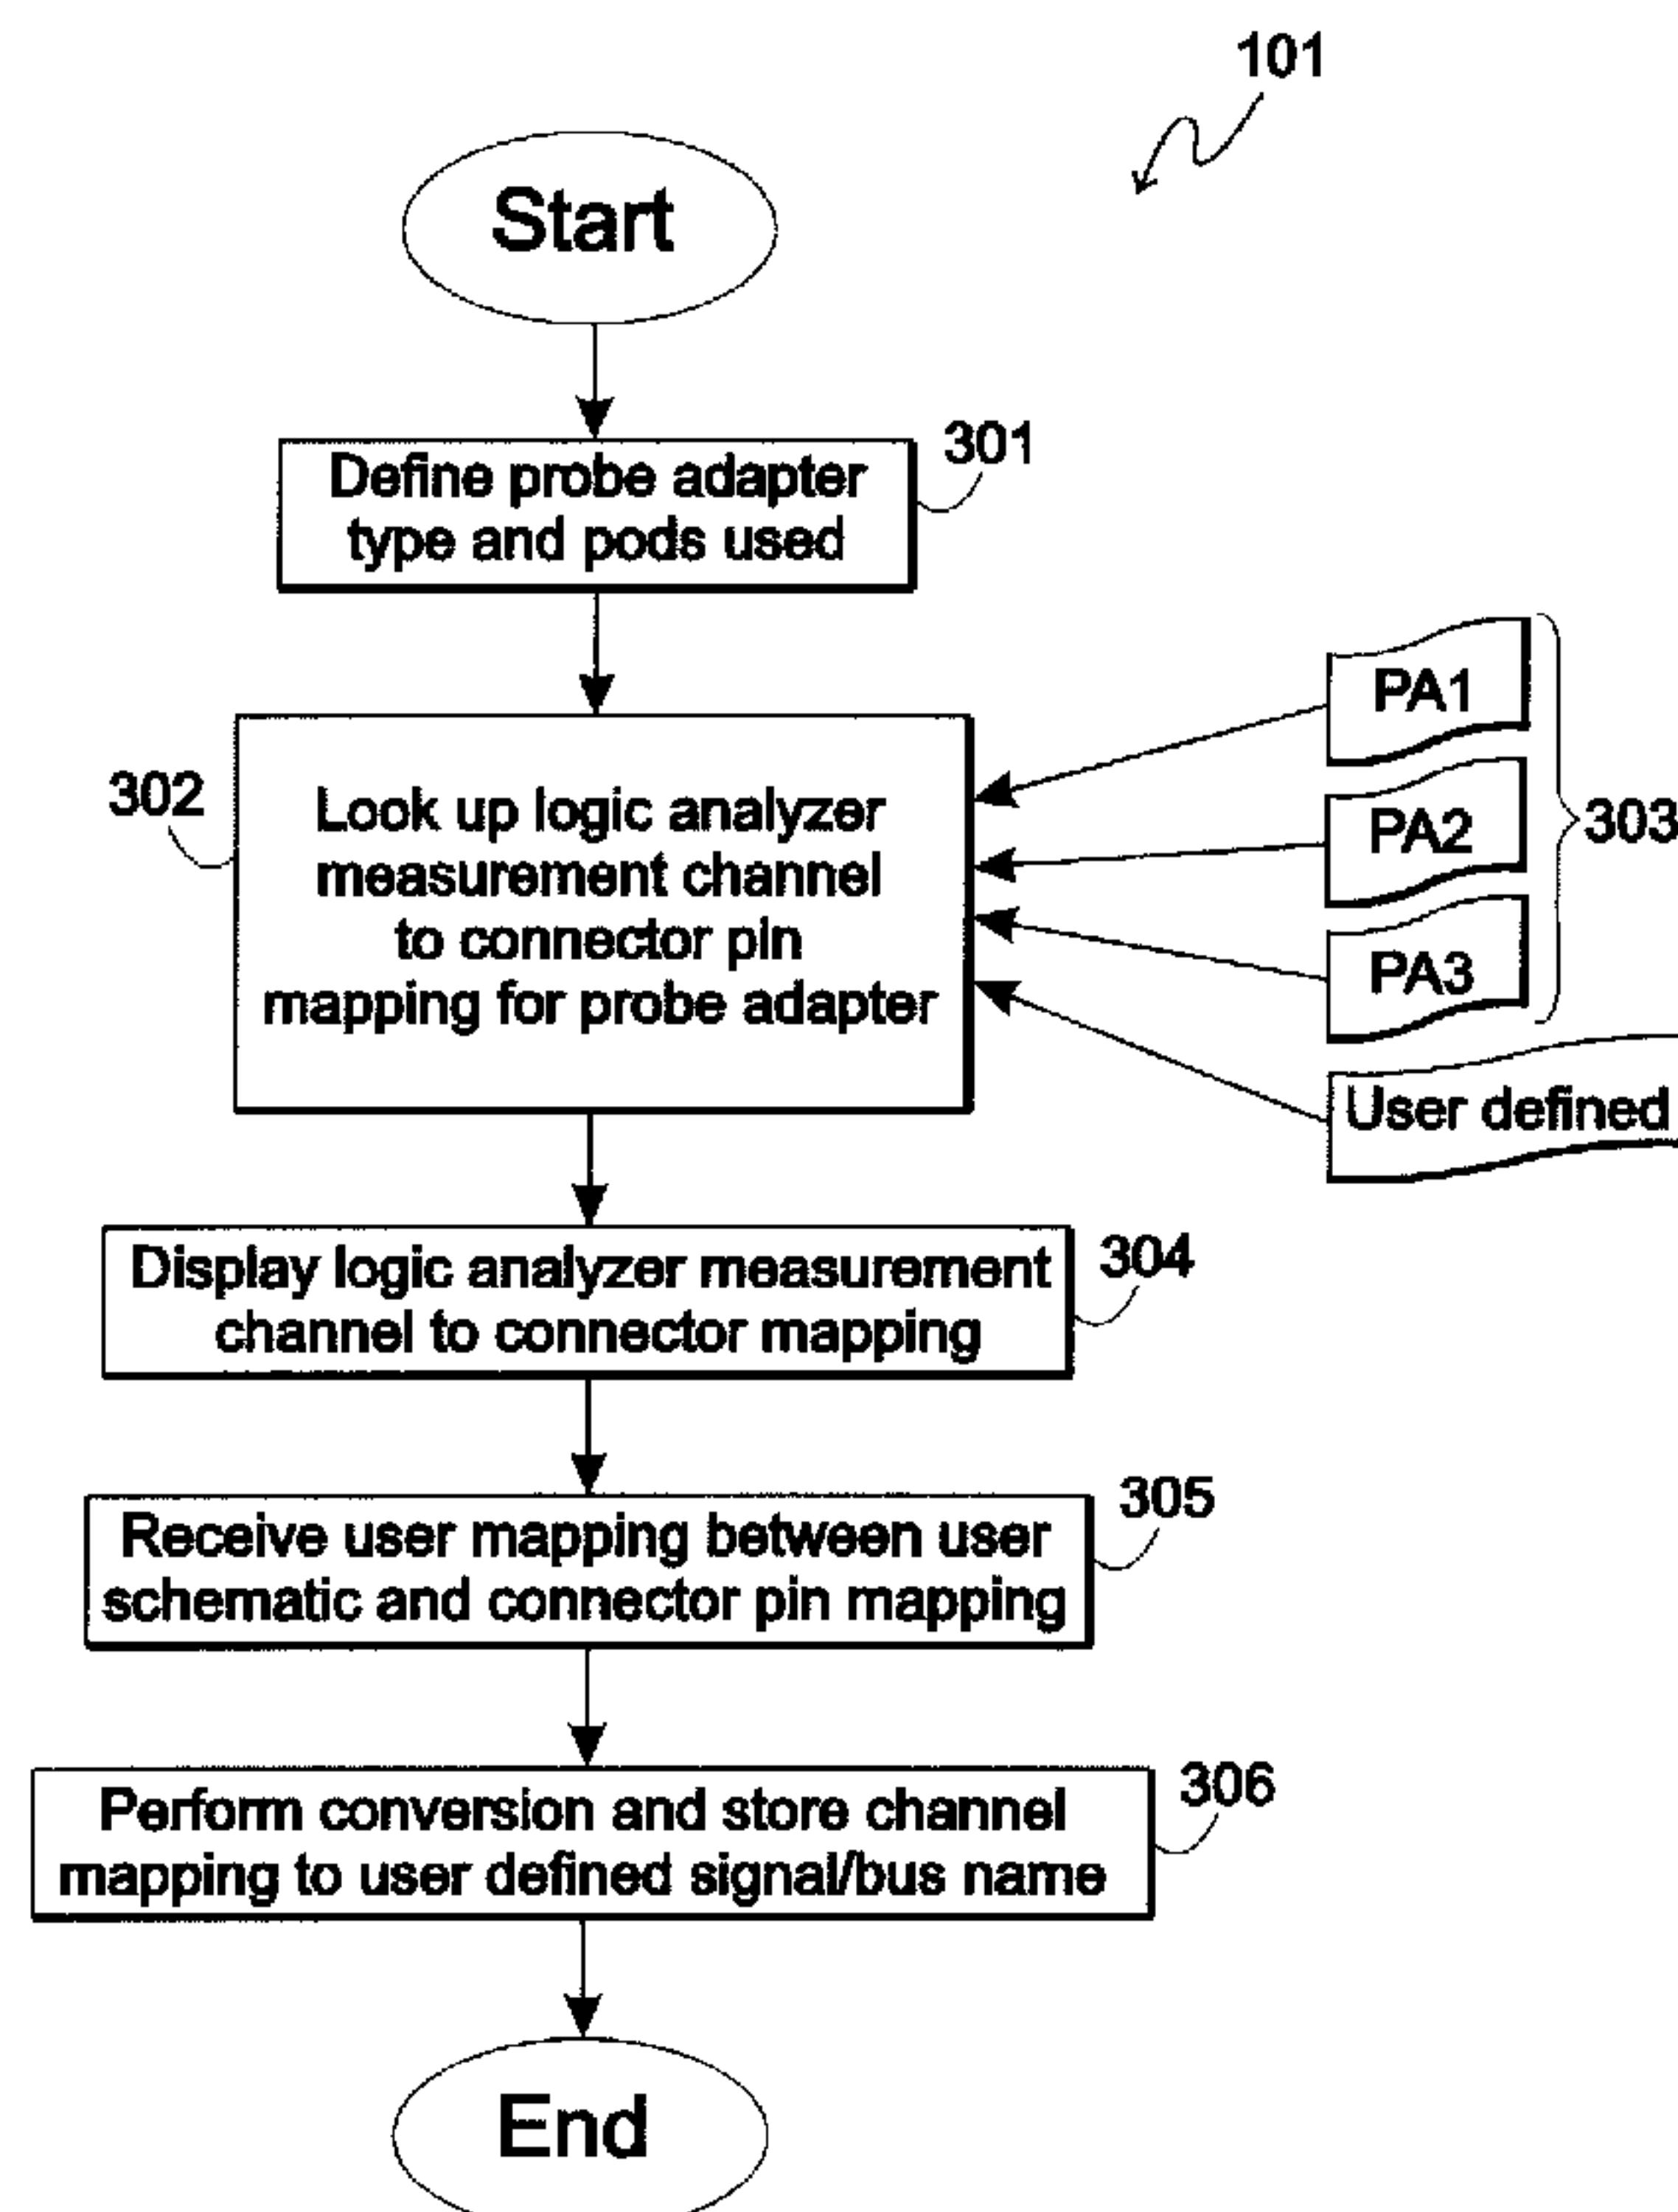 101
Start
301
Define probe adapter
type and pods used
PA1
302
Look up logic analyzer
measurement channel
to connector pin
mapping for probe adapter
PA2
303
PA3
User defined
304
Display logic analyzer measurement
channel to connector mapping
305
Receive user mapping between user
schematic and connector pin mapping
306
Perform conversion and store channel
mapping to user defined signal/bus name
End